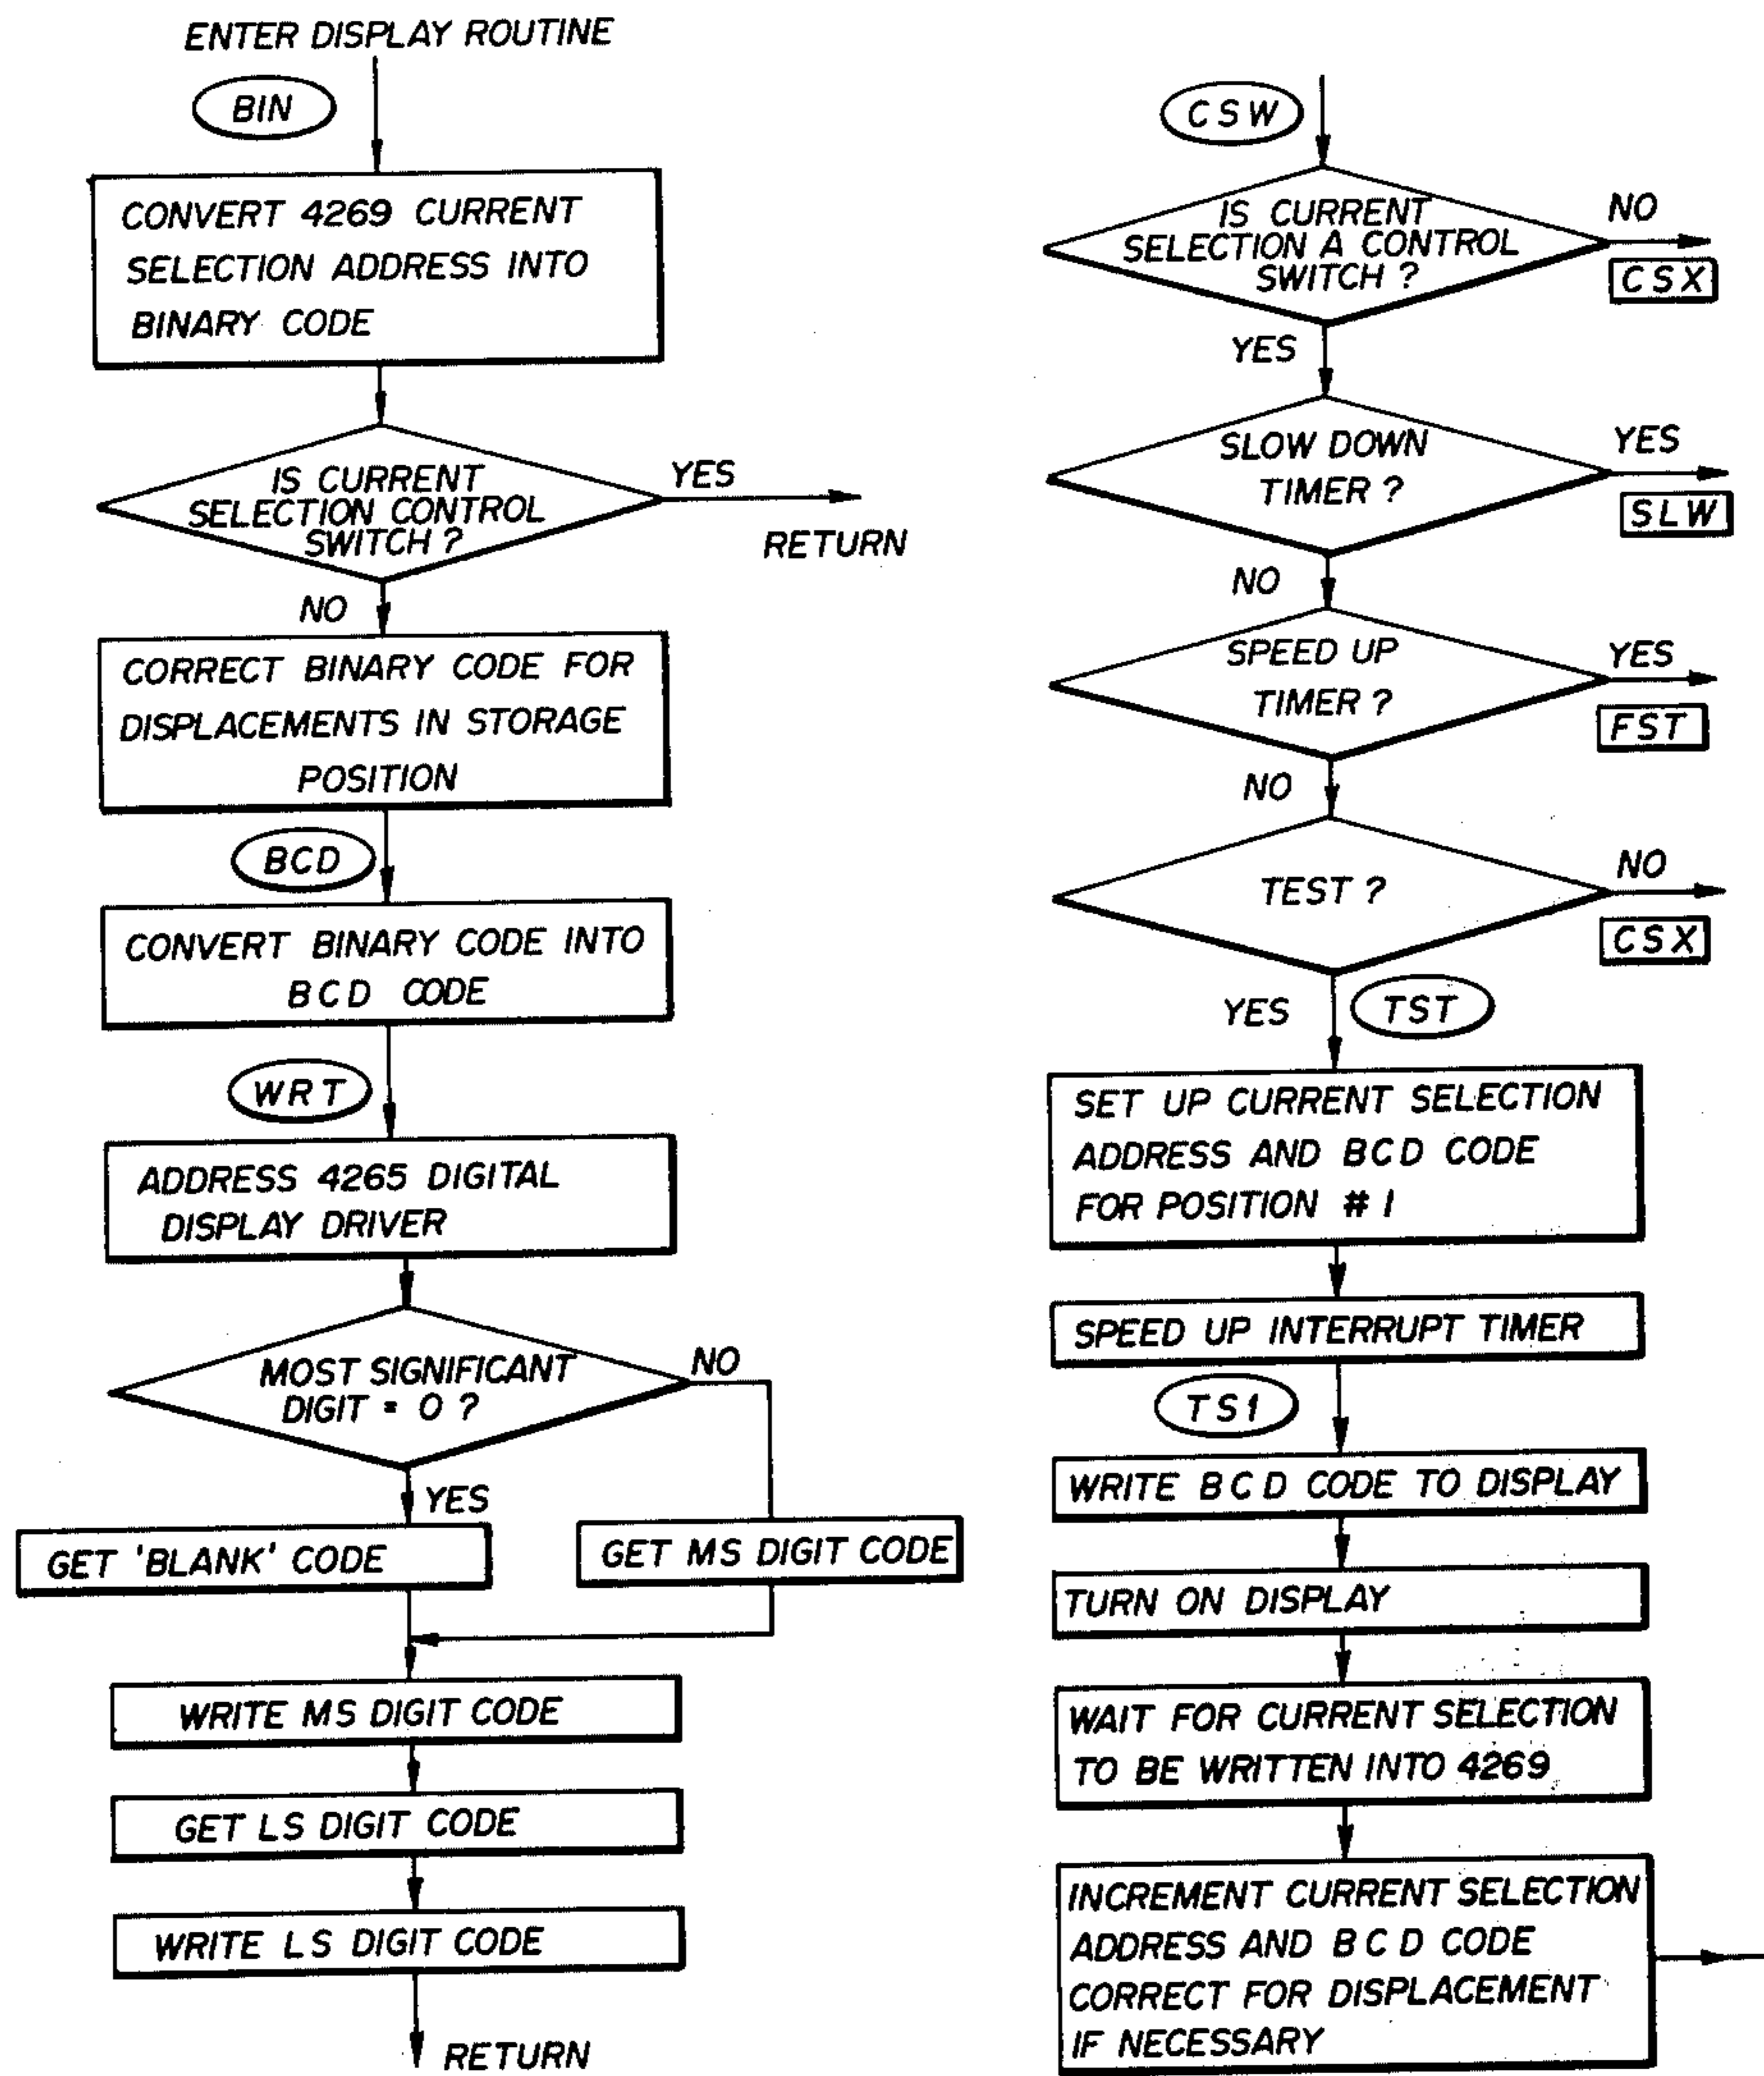 ENTER DISPLAY ROUTINE
BIN
CONVERT 4269 CURRENT
SELECTION ADDRESS INTO
BINARY CODE
IS CURRENT
SELECTION CONTROL
SWITCH ?
YES
RETURN
NO
CORRECT BINARY CODE FOR
DISPLACEMENTS IN STORAGE
POSITION
BCD
CONVERT BINARY CODE INTO
BCD CODE
WRT
ADDRESS 4265 DIGITAL
DISPLAY DRIVER
MOST SIGNIFICANT
DIGIT = 0 ?
NO
YES
GET 'BLANK' CODE
GET MS DIGIT CODE
WRITE MS DIGIT CODE
GET LS DIGIT CODE
WRITE LS DIGIT CODE
RETURN
CSW
IS CURRENT
SELECTION A CONTROL
SWITCH ?
NO
CSX
YES
SLOW DOWN
TIMER ?
YES
SLW
NO
SPEED UP
TIMER ?
YES
FST
NO
TEST ?
NO
CSX
YES
TST
SET UP CURRENT SELECTION
ADDRESS AND BCD CODE
FOR POSITION # 1
SPEED UP INTERRUPT TIMER
TS1
WRITE BCD CODE TO DISPLAY
TURN ON DISPLAY
WAIT FOR CURRENT SELECTION
TO BE WRITTEN INTO 4269
INCREMENT CURRENT SELECTION
ADDRESS AND BCD CODE
CORRECT FOR DISPLACEMENT
IF NECESSARY